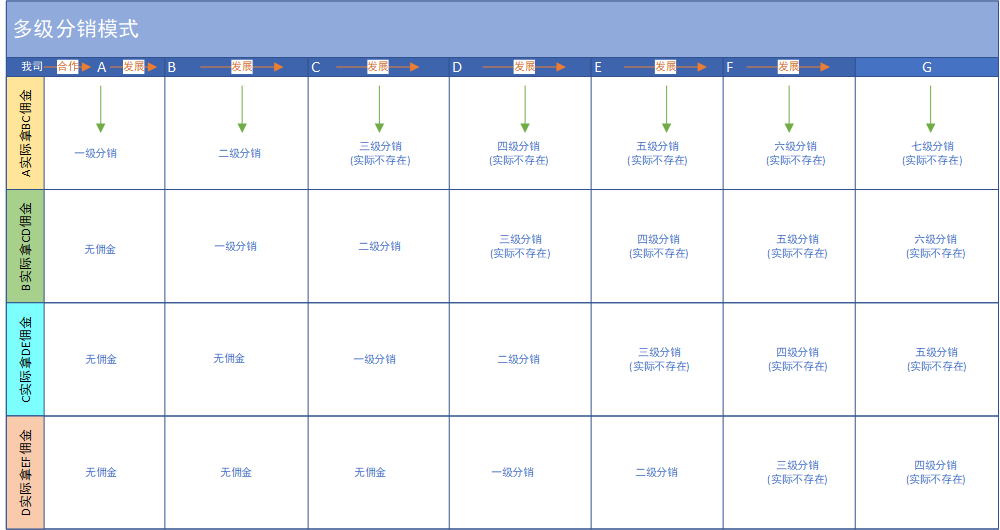 多级分销模式
我司 合作 A 发展 B 发展 C 发展 D 发展 E 发展 F 发展 G
A实际拿BC佣金
一级分销
二级分销
三级分销
(实际不存在)
四级分销
(实际不存在)
五级分销
(实际不存在)
六级分销
(实际不存在)
七级分销
(实际不存在)
B实际拿CD佣金
无佣金
一级分销
二级分销
三级分销
(实际不存在)
四级分销
(实际不存在)
五级分销
(实际不存在)
六级分销
(实际不存在)
C实际拿DE佣金
无佣金
无佣金
一级分销
二级分销
三级分销
(实际不存在)
四级分销
(实际不存在)
五级分销
(实际不存在)
D实际拿EF佣金
无佣金
无佣金
无佣金
一级分销
二级分销
三级分销
(实际不存在)
四级分销
(实际不存在)